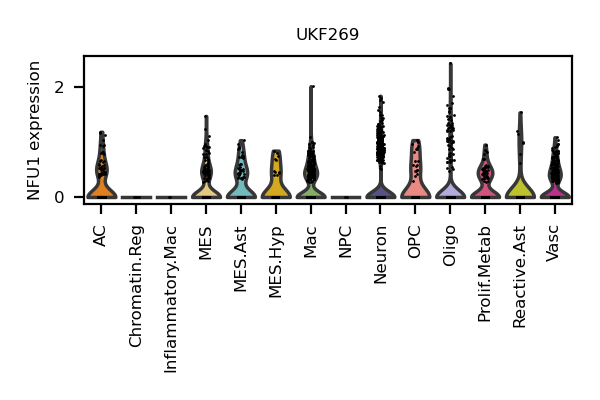 UKF269
NFU1 expression
2
0
AC
Chromatin.Reg
Inflammatory.Mac
MES
MES.Ast
MES.Hyp
Mac
NPC
Neuron
OPC
Oligo
Prolif.Metab
Reactive.Ast
Vasc